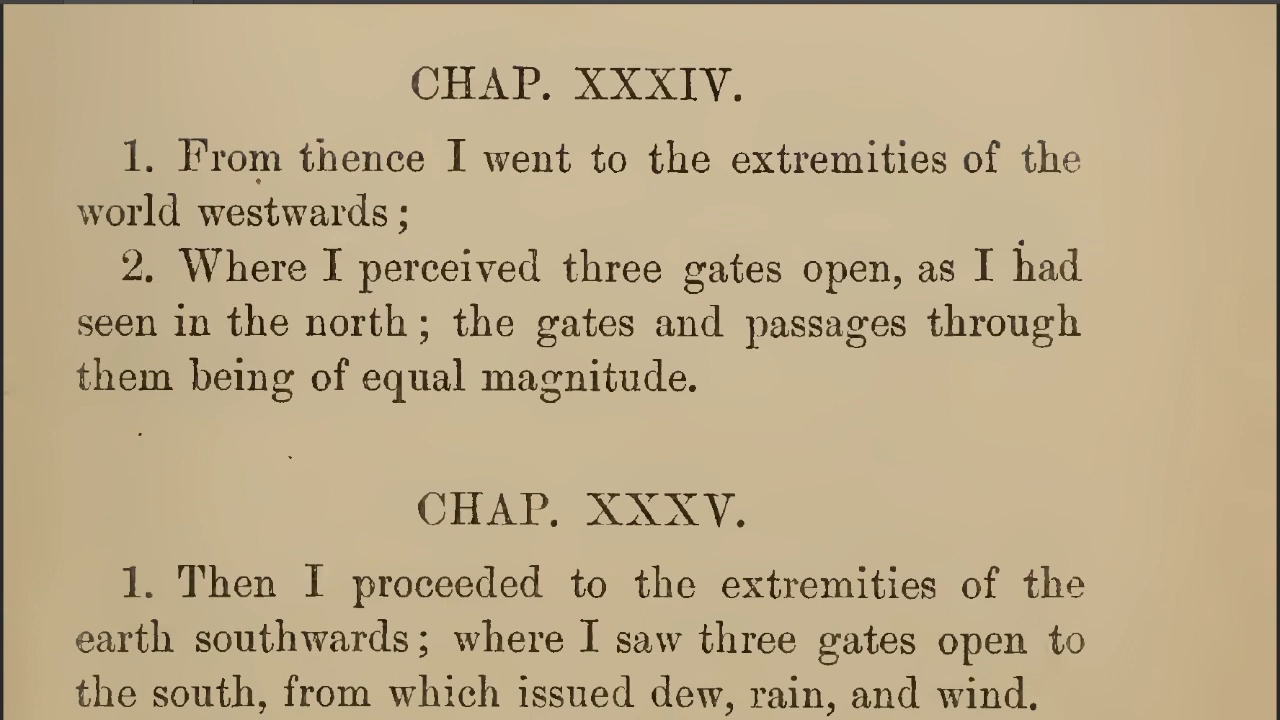 CHAP. XXXIV.
1. From thence I went to the extremities of the
world westwards;
2. Where I perceived three gates open, as I had
seen in the north; the gates and passages through
them being of equal magnitude.
CHAP. XXXV.
1. Then I proceeded to the extremities of the
earth southwards; where I saw three gates open to
the south, from which issued dew, rain, and wind.